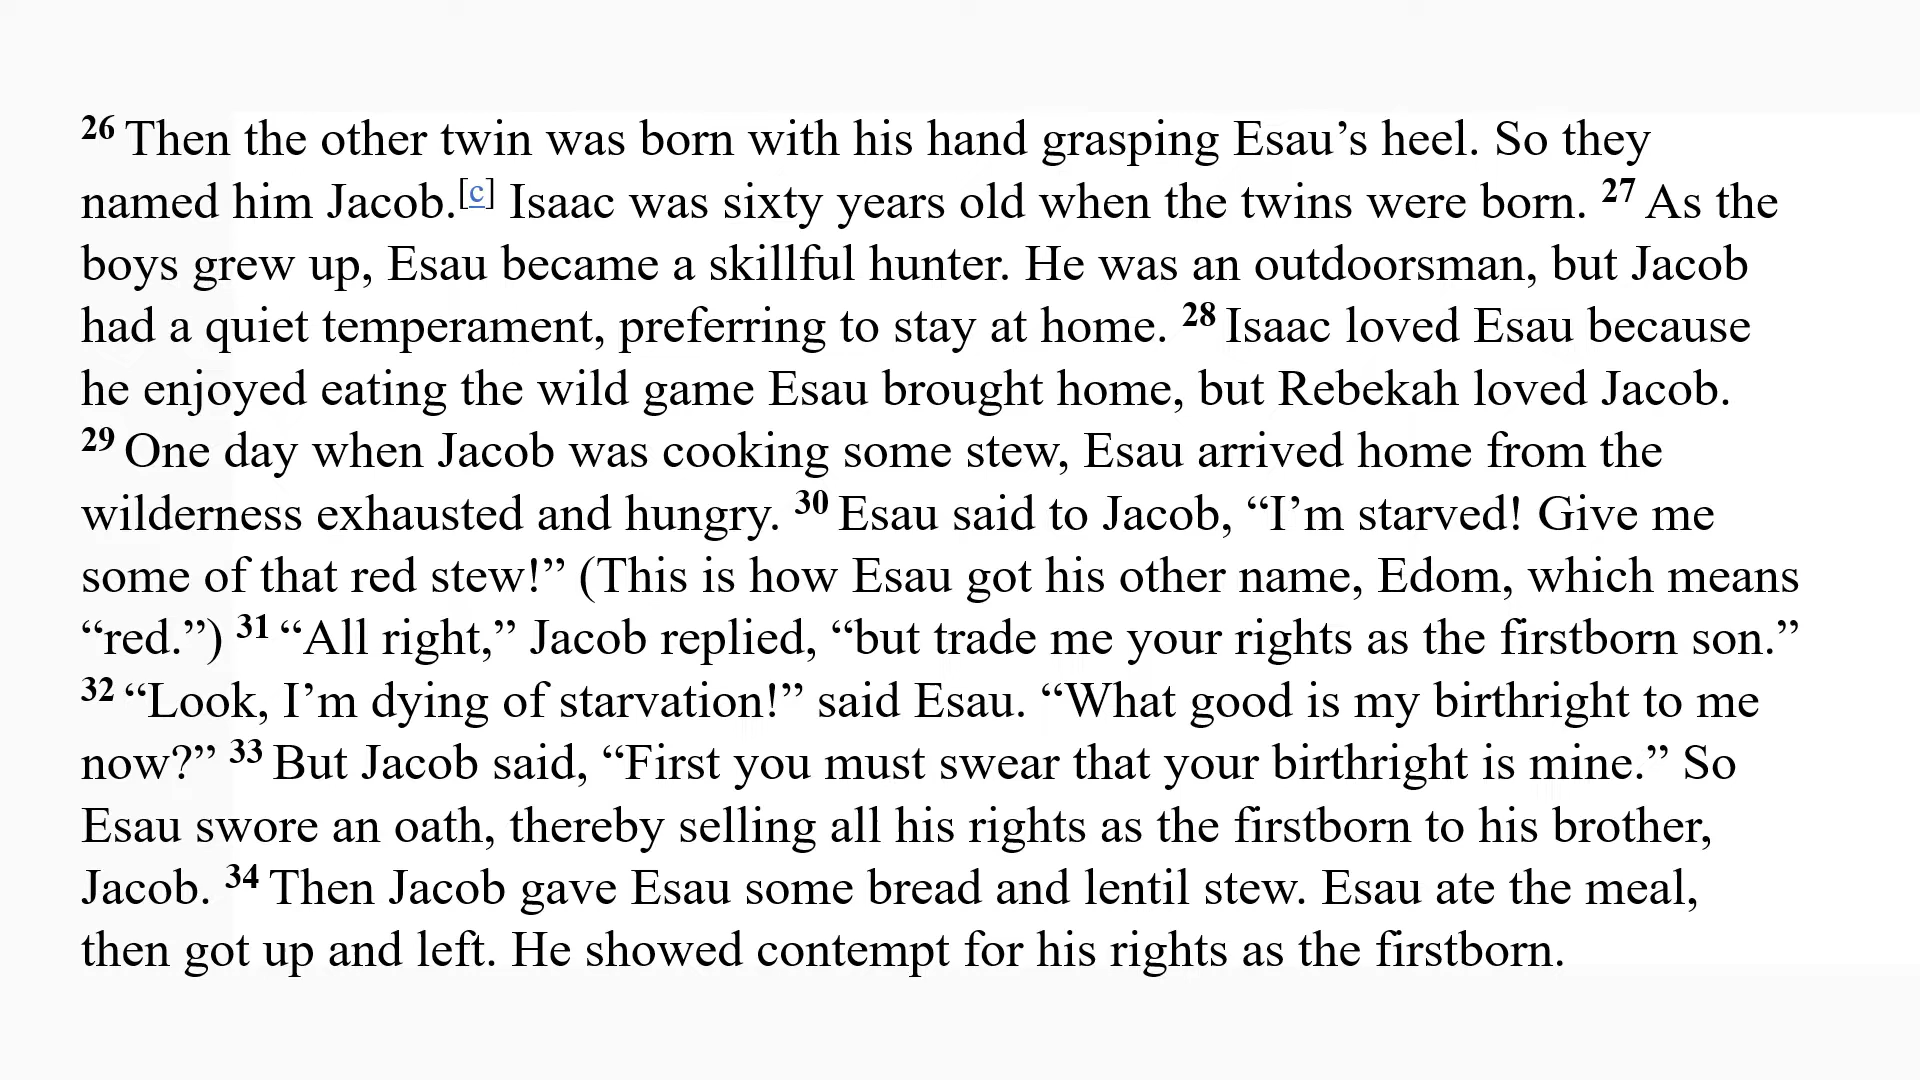 26 Then the other twin was born with his hand grasping Esau’s heel. So they
named him Jacob.[c] Isaac was sixty years old when the twins were born. 27 As the
boys grew up, Esau became a skillful hunter. He was an outdoorsman, but Jacob
had a quiet temperament, preferring to stay at home. 28 Isaac loved Esau because
he enjoyed eating the wild game Esau brought home, but Rebekah loved Jacob.
29 One day when Jacob was cooking some stew, Esau arrived home from the
wilderness exhausted and hungry. 30 Esau said to Jacob, “I’m starved! Give me
some of that red stew!” (This is how Esau got his other name, Edom, which means
“red.”) 31 “All right,” Jacob replied, “but trade me your rights as the firstborn son.”
32 “Look, I’m dying of starvation!” said Esau. “What good is my birthright to me
now?” 33 But Jacob said, “First you must swear that your birthright is mine.” So
Esau swore an oath, thereby selling all his rights as the firstborn to his brother,
Jacob. 34 Then Jacob gave Esau some bread and lentil stew. Esau ate the meal,
then got up and left. He showed contempt for his rights as the firstborn.